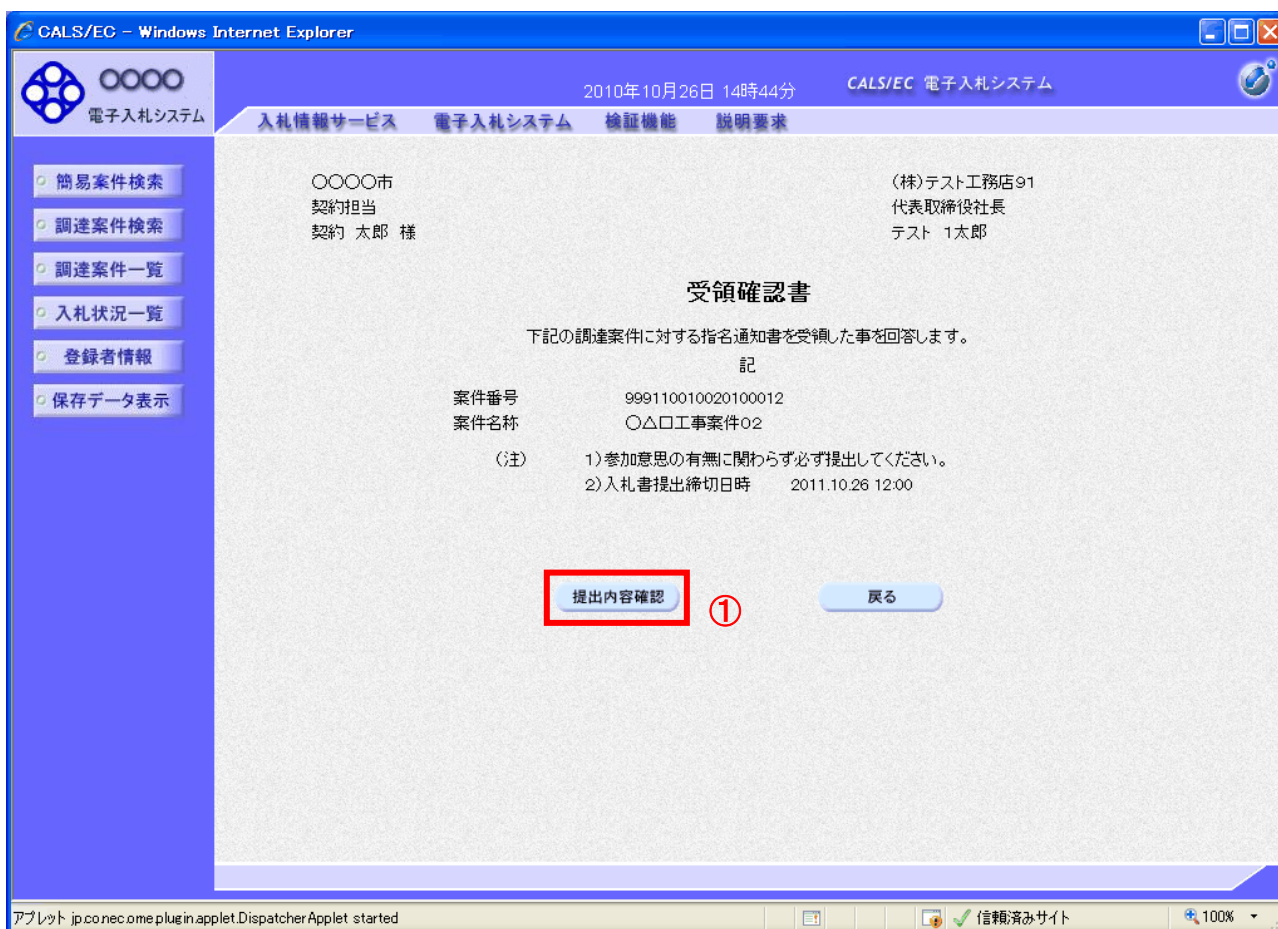 CALS/EC - Windows Internet Explorer
〇〇〇〇
電子入札システム
2010年10月26日 14時44分
CALS/EC 電子入札システム
入札情報サービス 電子入札システム 検証機能 説明要求
簡易案件検索
調達案件検索
調達案件一覧
入札状況一覧
登録者情報
保存データ表示
〇〇〇〇市
契約担当
契約 太郎 様
(株)テスト工務店91
代表取締役社長
テスト 1太郎
受領確認書
下記の調達案件に対する指名通知書を受領した事を回答します。
記
案件番号 999110010020100012
案件名称 〇△口工事案件02
(注) 1)参加意思の有無に関わらず必ず提出してください。
2)入札書提出締切日時 2011.10.26 12:00
提出内容確認 ① 戻る
アプレット jp.co.nec.ome.plugin.applet.DispatcherApplet started
信頼済みサイト
100%